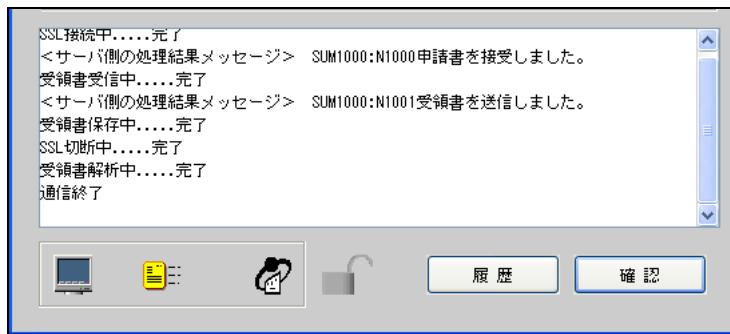 SSL接続中.....完了
＜サーバ側の処理結果メッセージ＞　SUM1000:N1000申請書を接受しました。
受領書受信中.....完了
＜サーバ側の処理結果メッセージ＞　SUM1000:N1001受領書を送信しました。
受領書保存中.....完了
SSL切断中.....完了
受領書解析中.....完了
通信終了
履 歴
確 認